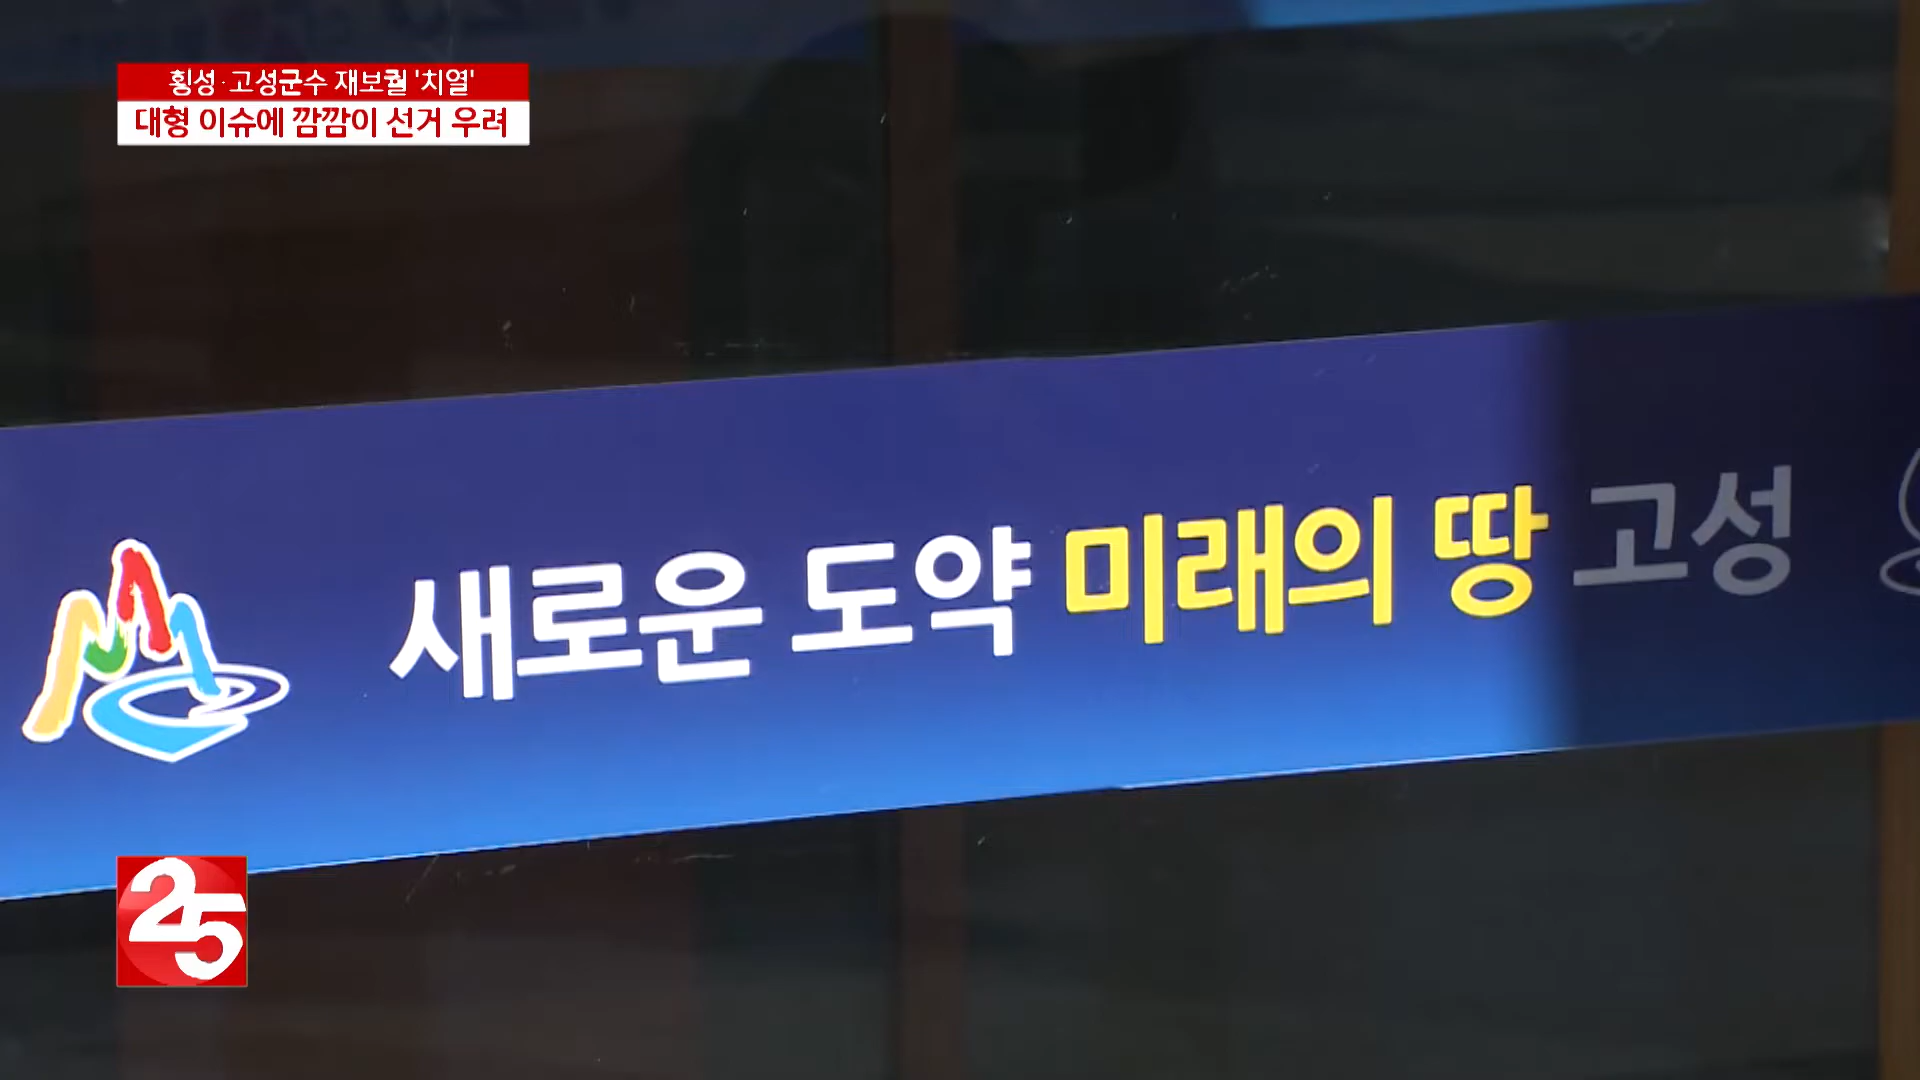 횡성·고성군수 재보궐 '치열'
대형 이슈에 깜깜이 선거 우려
새로운 도약 미래의 땅 고성
25